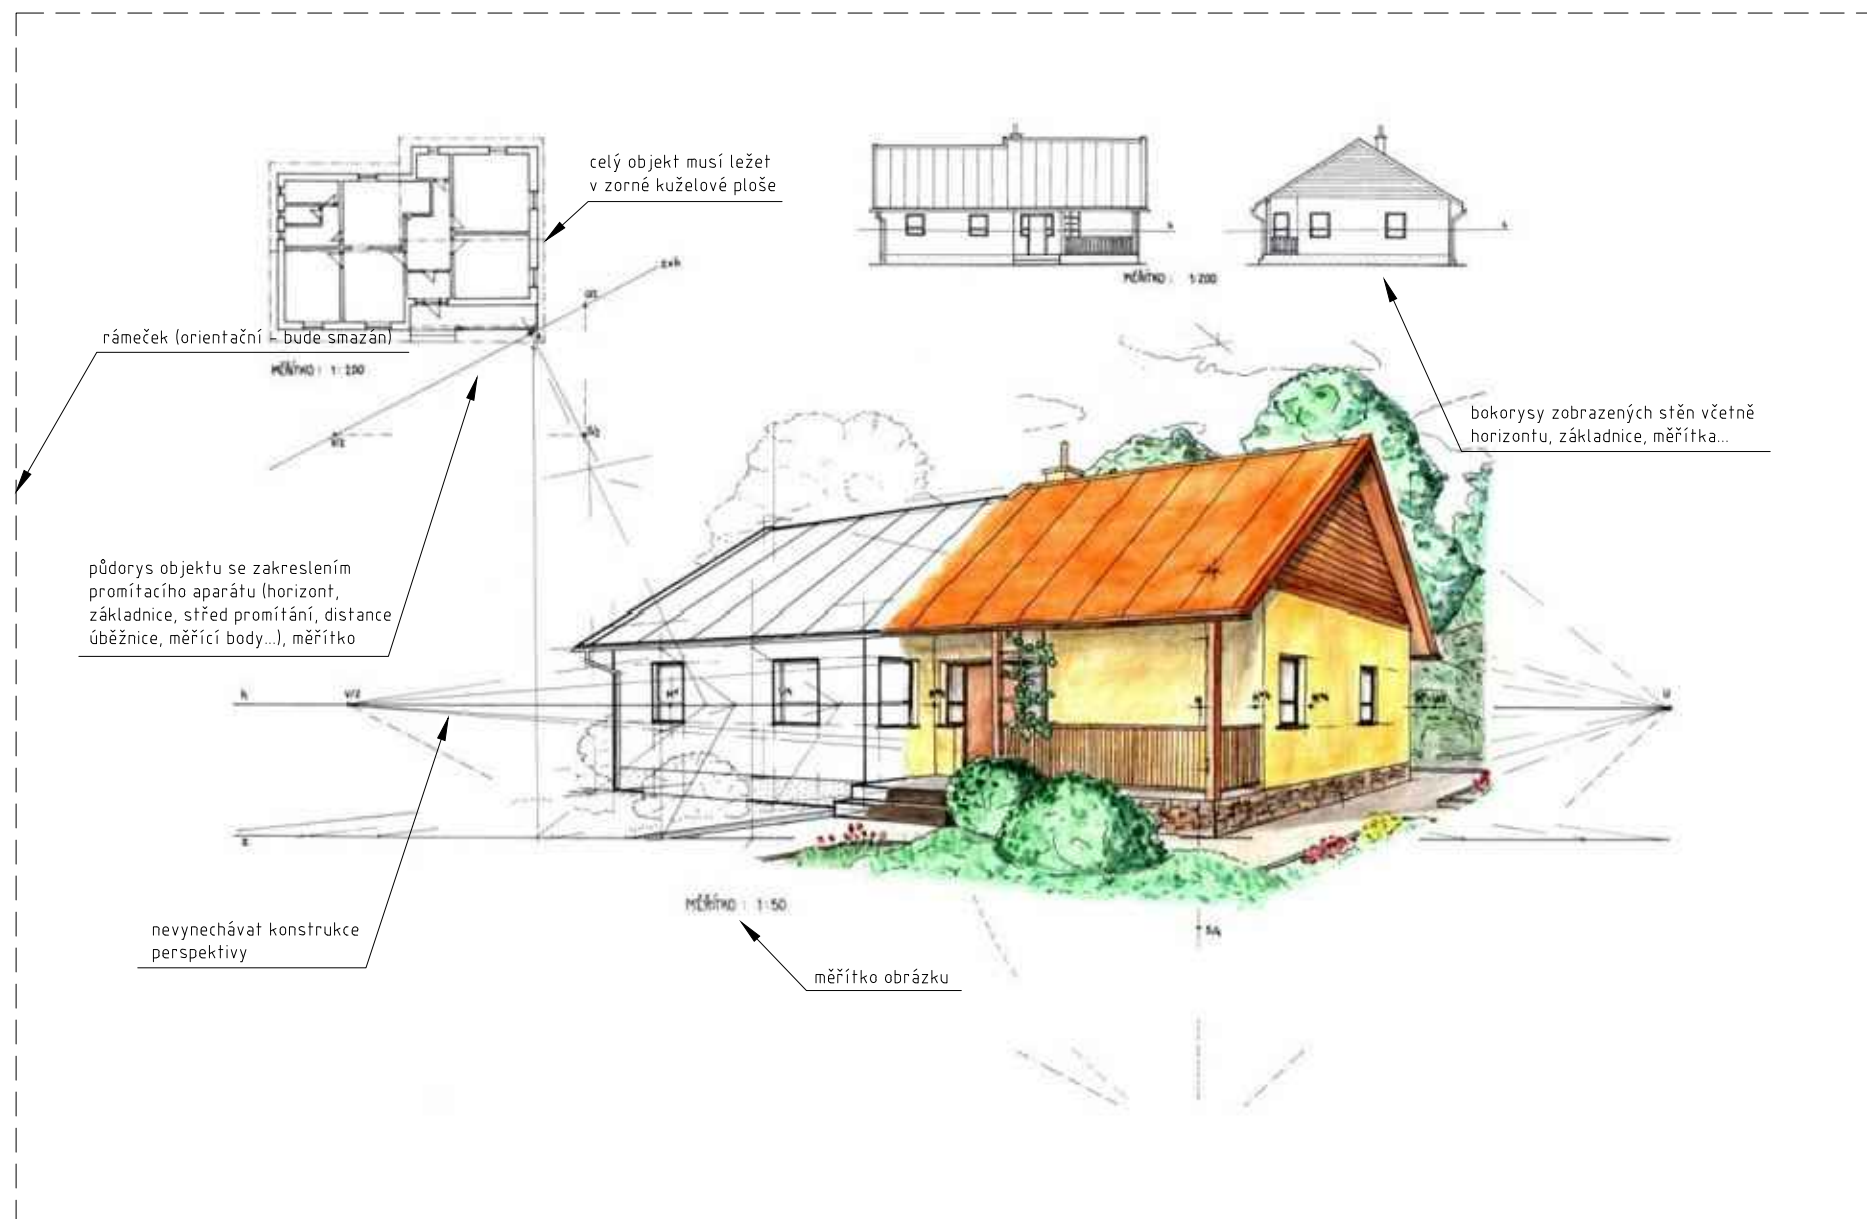 celý objekt musí ležet
v zorné kuželové ploše
z=h
MĚŘÍTKO : 1:200
rámeček (orientační - bude smazán)
MĚŘÍTKO : 1:200
bokorysy zobrazených stěn včetně
horizontu, základnice, měřítka...
půdorys objektu se zakreslením
promítacího aparátu (horizont,
základnice, střed promítání, distance
úběžnice, měřící body...), měřítko
h
V/2
U
z
MĚŘÍTKO : 1:50
nevynechávat konstrukce
perspektivy
S/4
měřítko obrázku